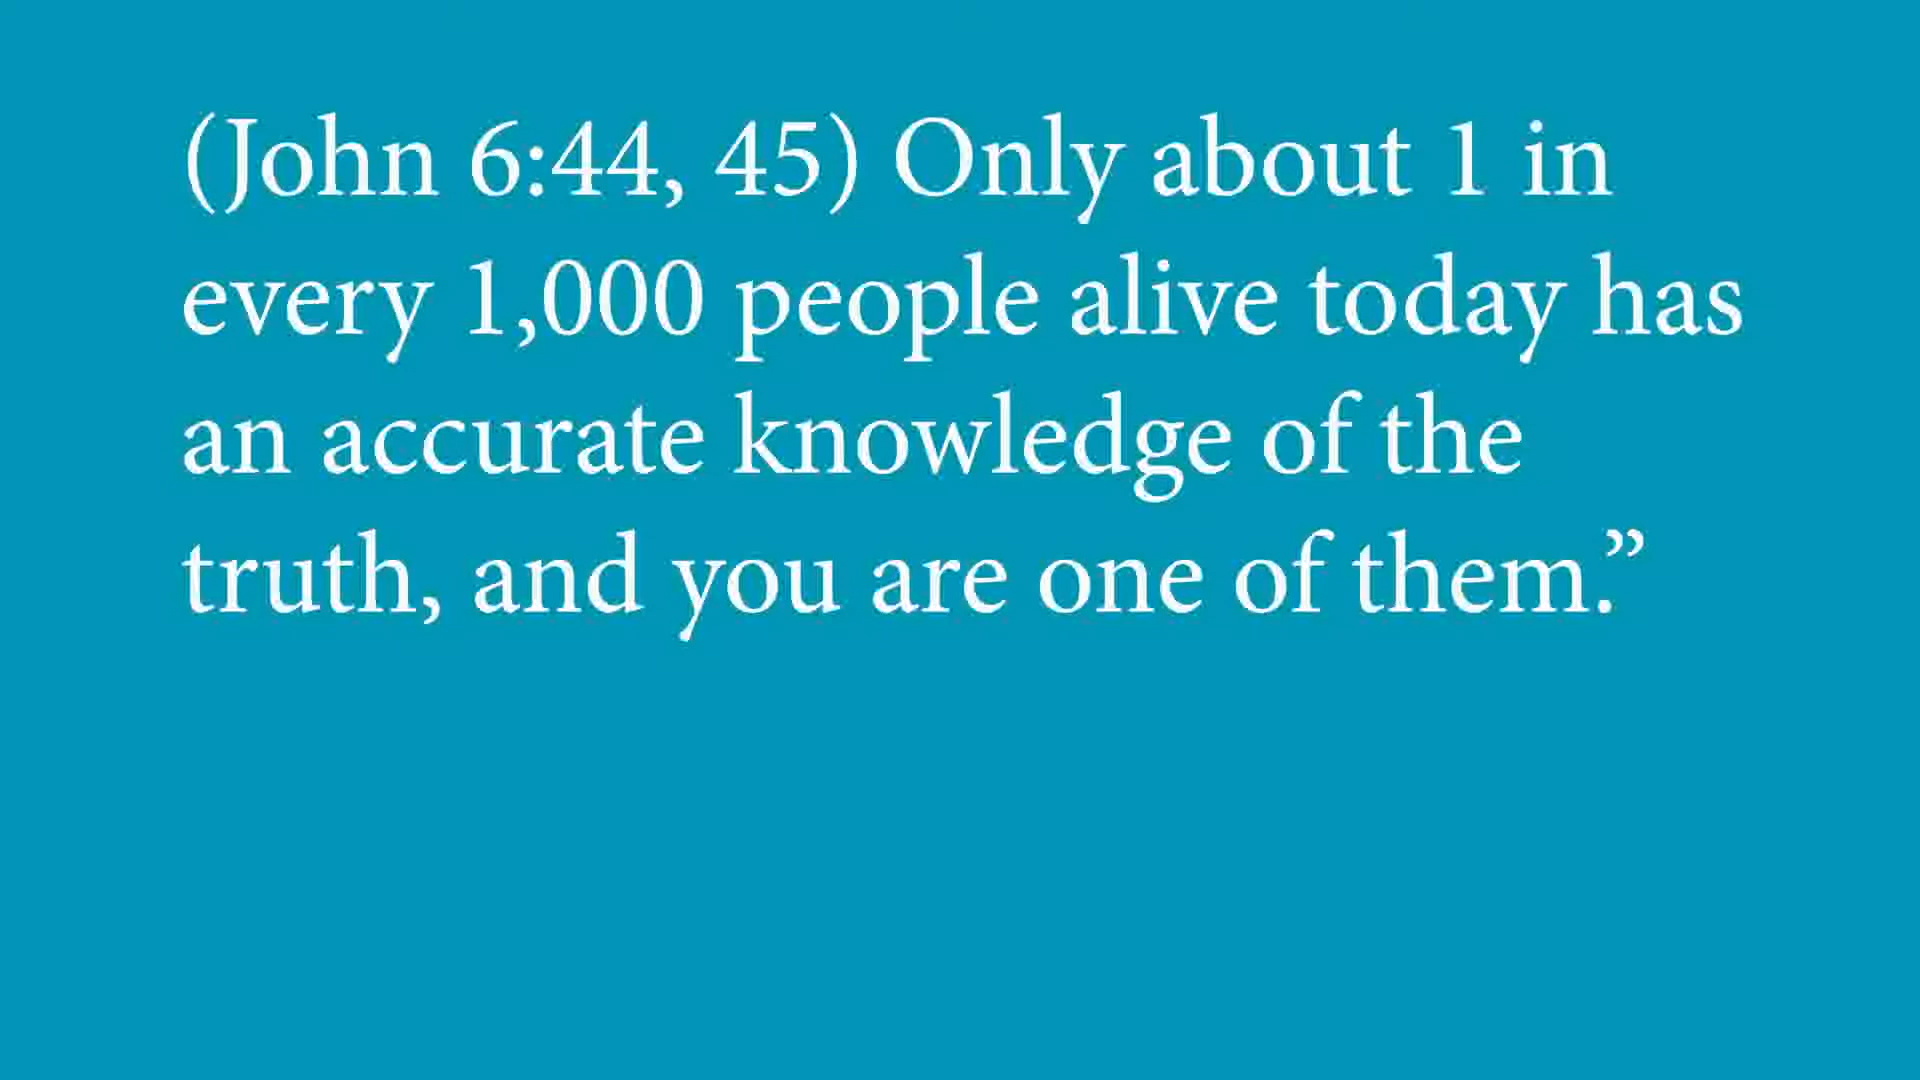 (John 6:44, 45) Only about 1 in
every 1,000 people alive today has
an accurate knowledge of the
truth, and you are one of them.”